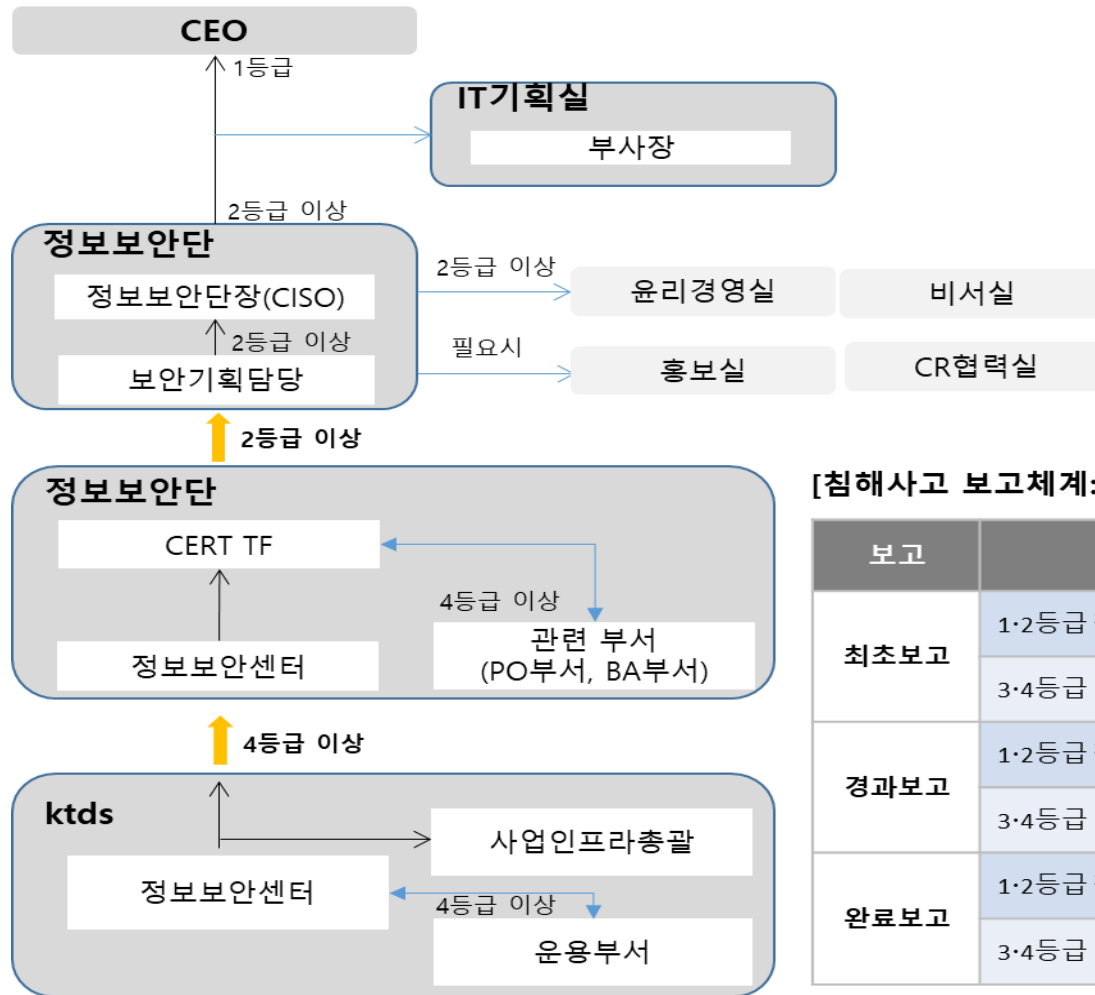 CEO
1등급
IT기획실
부사장
2등급 이상
정보보안단
정보보안단장(CISO)
2등급 이상
보안기획담당
2등급 이상
윤리경영실
비서실
필요시
홍보실
CR협력실
2등급 이상
정보보안단
CERT TF
4등급 이상
관련 부서
(PO부서, BA부서)
정보보안센터
4등급 이상
ktds
사업인프라총괄
정보보안센터
4등급 이상
운용부서
[침해사고 보고체계:
보고
최초보고
1·2등급
3·4등급
경과보고
1·2등급
3·4등급
완료보고
1·2등급
3·4등급